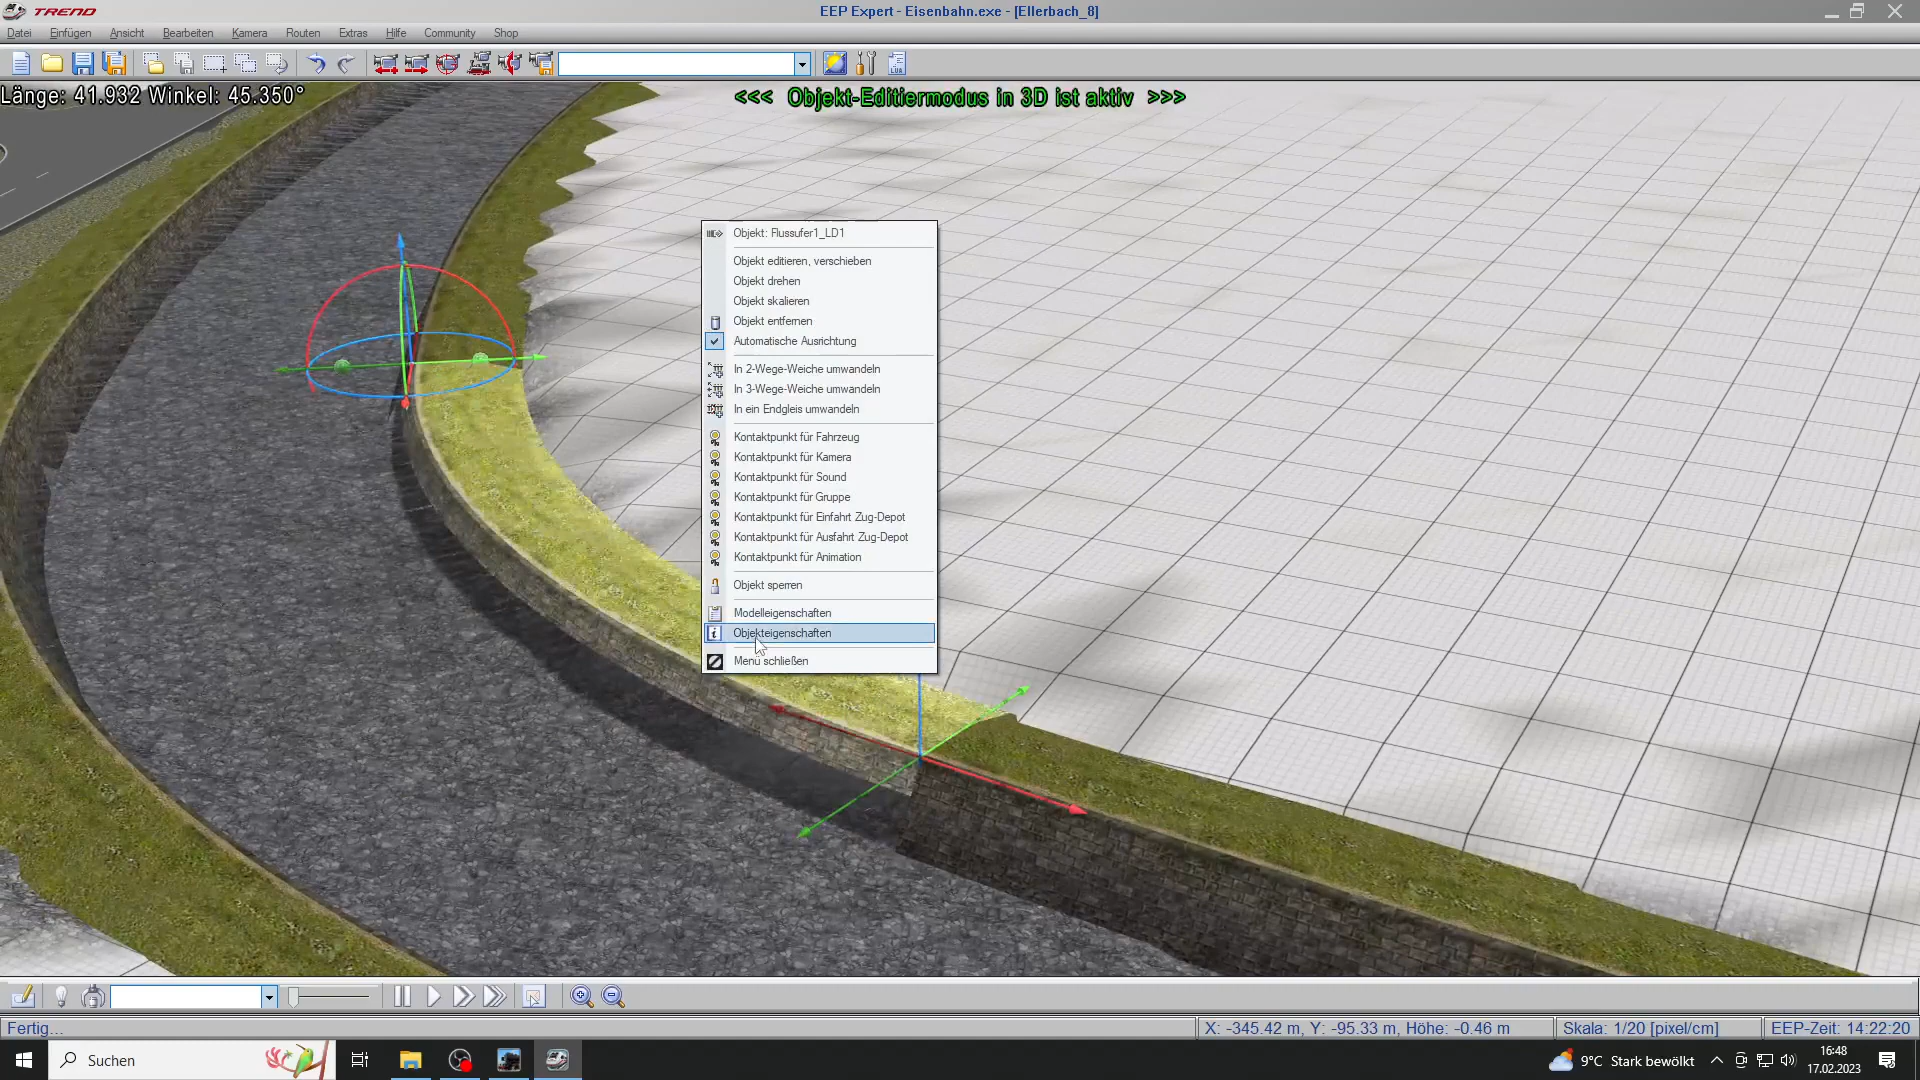 TREND
EEP Expert - Eisenbahn.exe - [Ellerbach_8]
Datei Einfügen Ansicht Bearbeiten Kamera Routen Extras Hilfe Community Shop
LUA
Länge: 41.932 Winkel: 45.350°
<<< Objekt-Editiermodus in 3D ist aktiv >>>
Objekt: Flussufer1_LD1
Objekt editieren, verschieben
Objekt drehen
Objekt skalieren
Objekt entfernen
Automatische Ausrichtung
In 2-Wege-Weiche umwandeln
In 3-Wege-Weiche umwandeln
In ein Endgleis umwandeln
Kontaktpunkt für Fahrzeug
Kontaktpunkt für Kamera
Kontaktpunkt für Sound
Kontaktpunkt für Gruppe
Kontaktpunkt für Einfahrt Zug-Depot
Kontaktpunkt für Ausfahrt Zug-Depot
Kontaktpunkt für Animation
Objekt sperren
Modelleigenschaften
Objekteigenschaften
Menü schließen
Fertig...
X: -345.42 m, Y: -95.33 m, Höhe: -0.46 m
Skala: 1/20 [pixel/cm]
EEP-Zeit: 14:22:20
Suchen
9°C Stark bewölkt
16:48
17.02.2023